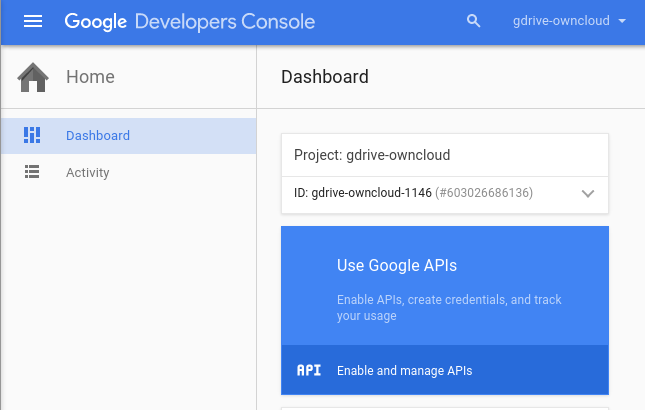 Google Developers Console
gdrive-owncloud
Home
Dashboard
Dashboard
Activity
Project: gdrive-owncloud
ID: gdrive-owncloud-1146 (#603026686136)
Use Google APIs
Enable APIs, create credentials, and track
your usage
API
Enable and manage APIs